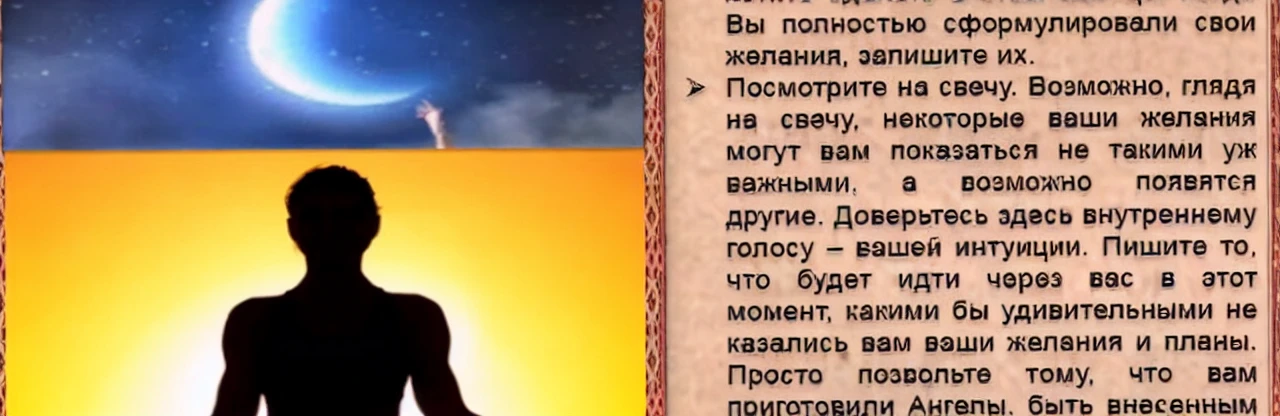 Вы полностью сформулировали свои
желания, запишите их.
➢ Посмотрите на свечу. Возможно, глядя
на свечу, некоторые ваши желания
могут вам показаться не такими уж
важными, а возможно появятся
другие. Доверьтесь здесь внутреннему
голосу – вашей интуиции. Пишите то,
что будет идти через вас в этот
момент, какими бы удивительными не
казались вам ваши желания и планы.
Просто позвольте тому, что вам
приготовили Ангелы, быть внесенным